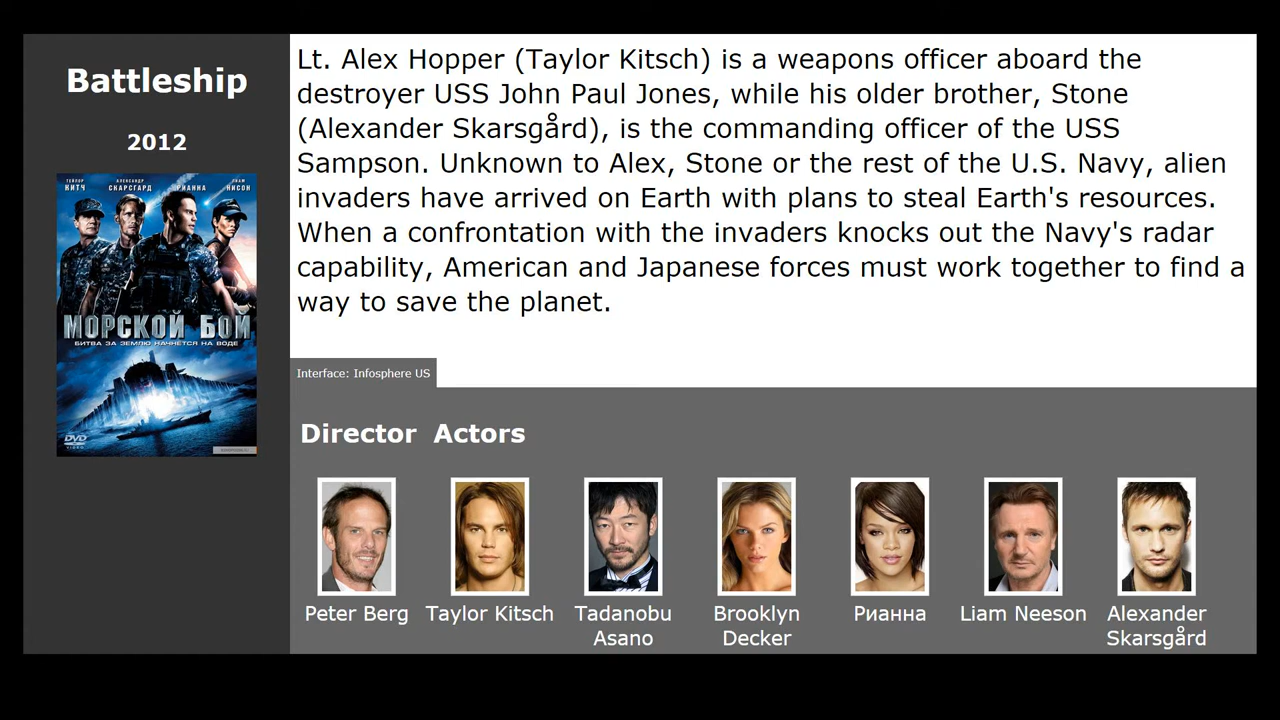 Battleship
2012
ТЕЙЛОР КИТЧ
АЛЕКСАНДР СКАРСГАРД
РИАННА
ЛИАМ НИСОН
МОРСКОЙ БОЙ
БИТВА ЗА ЗЕМЛЮ НАЧНЁТСЯ НА ВОДЕ
DVD
VIDEO
Lt. Alex Hopper (Taylor Kitsch) is a weapons officer aboard the
destroyer USS John Paul Jones, while his older brother, Stone
(Alexander Skarsgård), is the commanding officer of the USS
Sampson. Unknown to Alex, Stone or the rest of the U.S. Navy, alien
invaders have arrived on Earth with plans to steal Earth's resources.
When a confrontation with the invaders knocks out the Navy's radar
capability, American and Japanese forces must work together to find a
way to save the planet.
Interface: Infosphere US
Director Actors
Peter Berg
Taylor Kitsch
Tadanobu
Asano
Brooklyn
Decker
Рианна
Liam Neeson
Alexander
Skarsgård